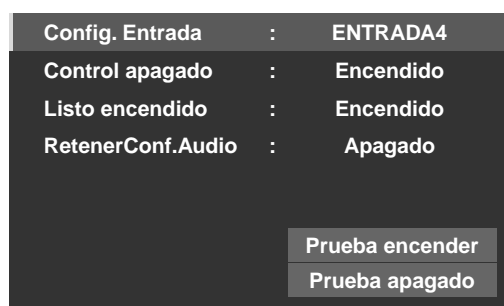 Config. Entrada : ENTRADA4
Control apagado : Encendido
Listo encendido : Encendido
RetenerConf.Audio : Apagado
Prueba encender
Prueba apagado